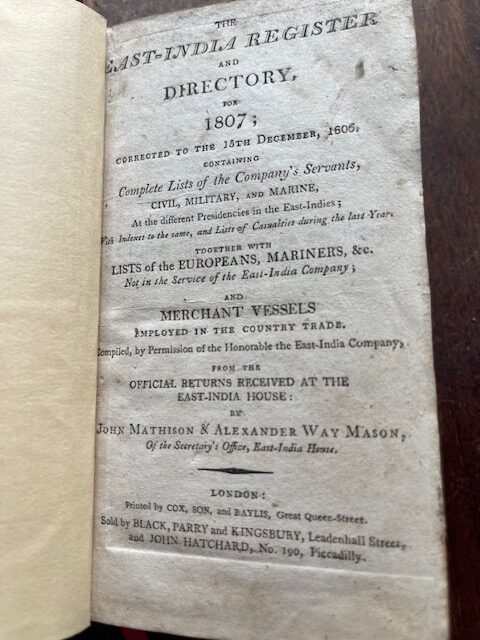 THE
EAST-INDIA REGISTER
AND
DIRECTORY,
FOR
1807;
CORRECTED TO THE 15TH DECEMBER, 1806.
CONTAINING
Complete Lists of the Company's Servants,
CIVIL, MILITARY, AND MARINE,
At the different Presidencies in the East-Indies;
With Indexes to the same, and Lists of Casualties during the last Year.
TOGETHER WITH
LISTS of the EUROPEANS, MARINERS, &c.
Not in the Service of the East-India Company;
AND
MERCHANT VESSELS
EMPLOYED IN THE COUNTRY TRADE.
Compiled, by Permission of the Honorable the East-India Company,
FROM THE
OFFICIAL RETURNS RECEIVED AT THE
EAST-INDIA HOUSE:
BY
JOHN MATHISON & ALEXANDER WAY MASON,
Of the Secretary's Office, East-India House.
LONDON:
Printed by COX, SON, and BAYLIS, Great Queen-Street.
Sold by BLACK, PARRY and KINGSBURY, Leadenhall Street,
and JOHN HATCHARD, No. 190, Piccadilly.